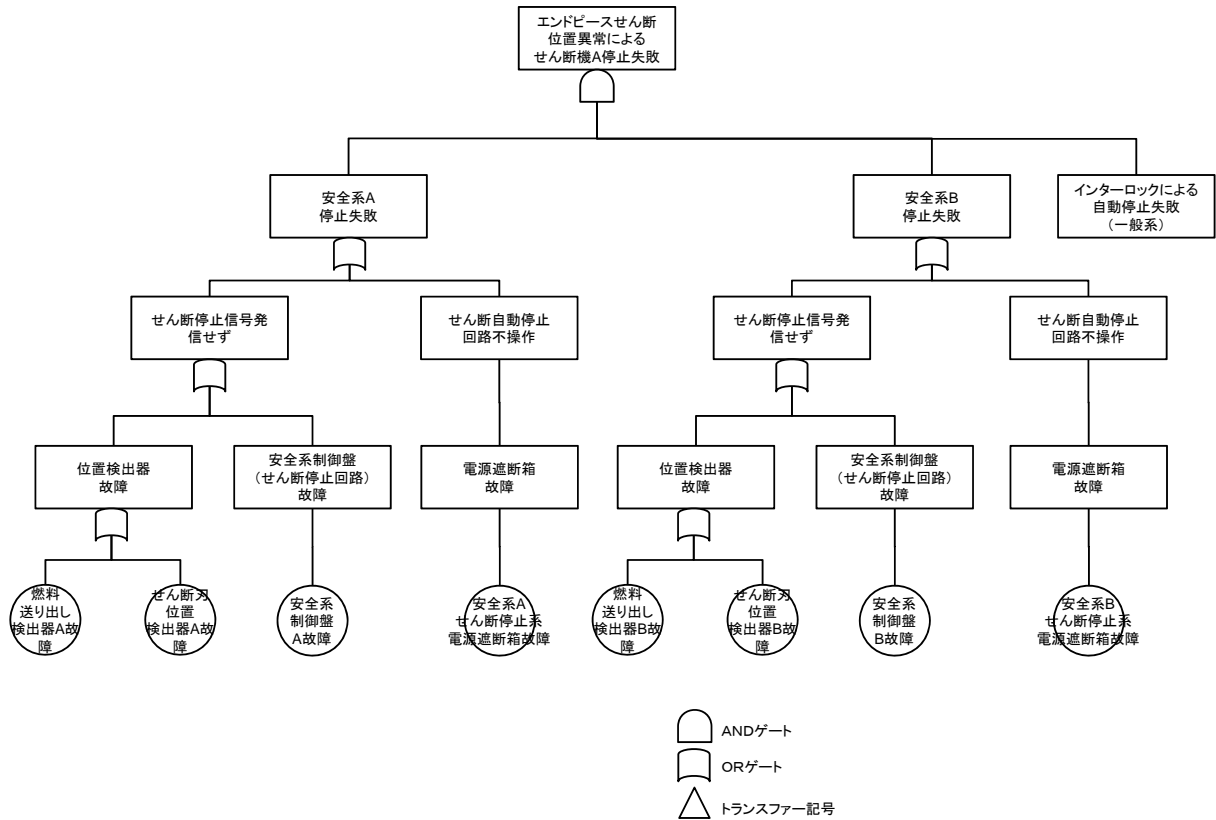 エンドピースせん断
位置異常による
せん断機A停止失敗
安全系A
停止失敗
安全系B
停止失敗
インターロックによる
自動停止失敗
(一般系)
せん断停止信号発
信せず
せん断自動停止
回路不操作
せん断停止信号発
信せず
せん断自動停止
回路不操作
位置検出器
故障
安全系制御盤
(せん断停止回路)
故障
電源遮断箱
故障
位置検出器
故障
安全系制御盤
(せん断停止回路)
故障
電源遮断箱
故障
燃料
送り出し
検出器A故
障
せん断刃
位置
検出器A故
障
安全系
制御盤
A故障
安全系A
せん断停止系
電源遮断箱故障
燃料
送り出し
検出器B故
障
せん断刃
位置
検出器B故
障
安全系
制御盤
B故障
安全系B
せん断停止系
電源遮断箱故障
ANDゲート
ORゲート
トランスファー記号